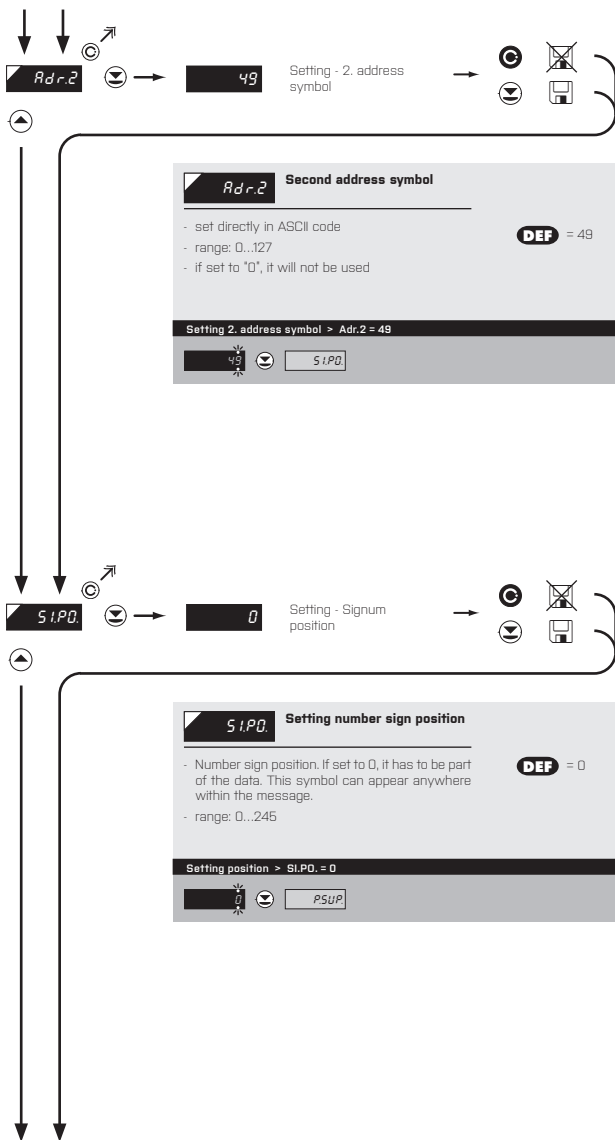 Adr.2
49
Setting - 2. address
symbol
Adr.2
Second address symbol
- set directly in ASCII code
- range: 0...127
- if set to "0", it will not be used
DEF = 49
Setting 2. address symbol > Adr.2 = 49
49
SI.PO.
SI.PO.
0
Setting - Signum
position
SI.PO.
Setting number sign position
- Number sign position. If set to 0, it has to be part
of the data. This symbol can appear anywhere
within the message.
- range: 0...245
DEF = 0
Setting position > SI.PO. = 0
0
P.SUP.